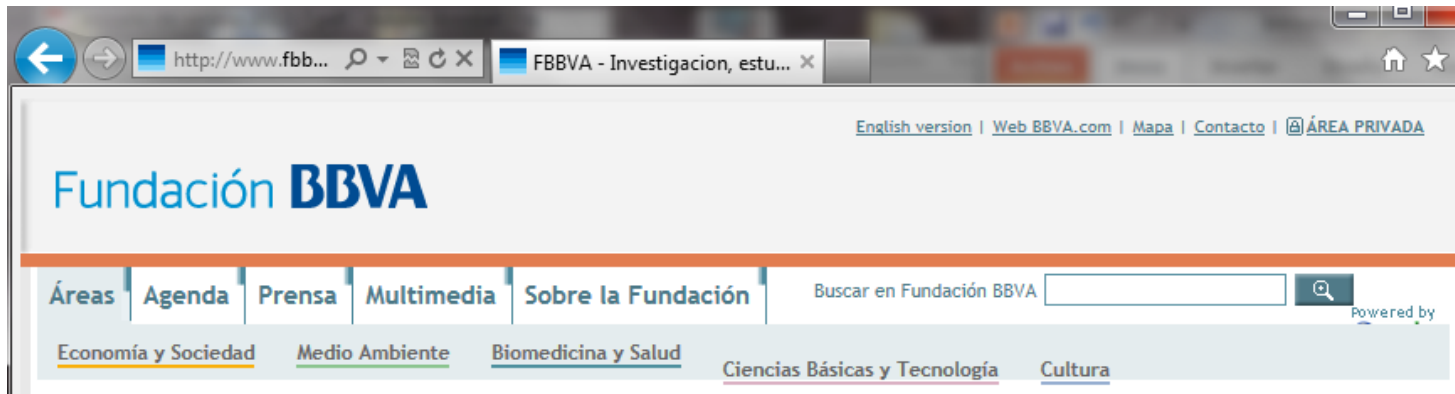 http://www.fbb...
FBBVA - Investigacion, estu...
English version | Web BBVA.com | Mapa | Contacto | ÁREA PRIVADA
Fundación BBVA
Áreas Agenda Prensa Multimedia Sobre la Fundación Buscar en Fundación BBVA
Powered by
Economía y Sociedad Medio Ambiente Biomedicina y Salud
Ciencias Básicas y Tecnología Cultura